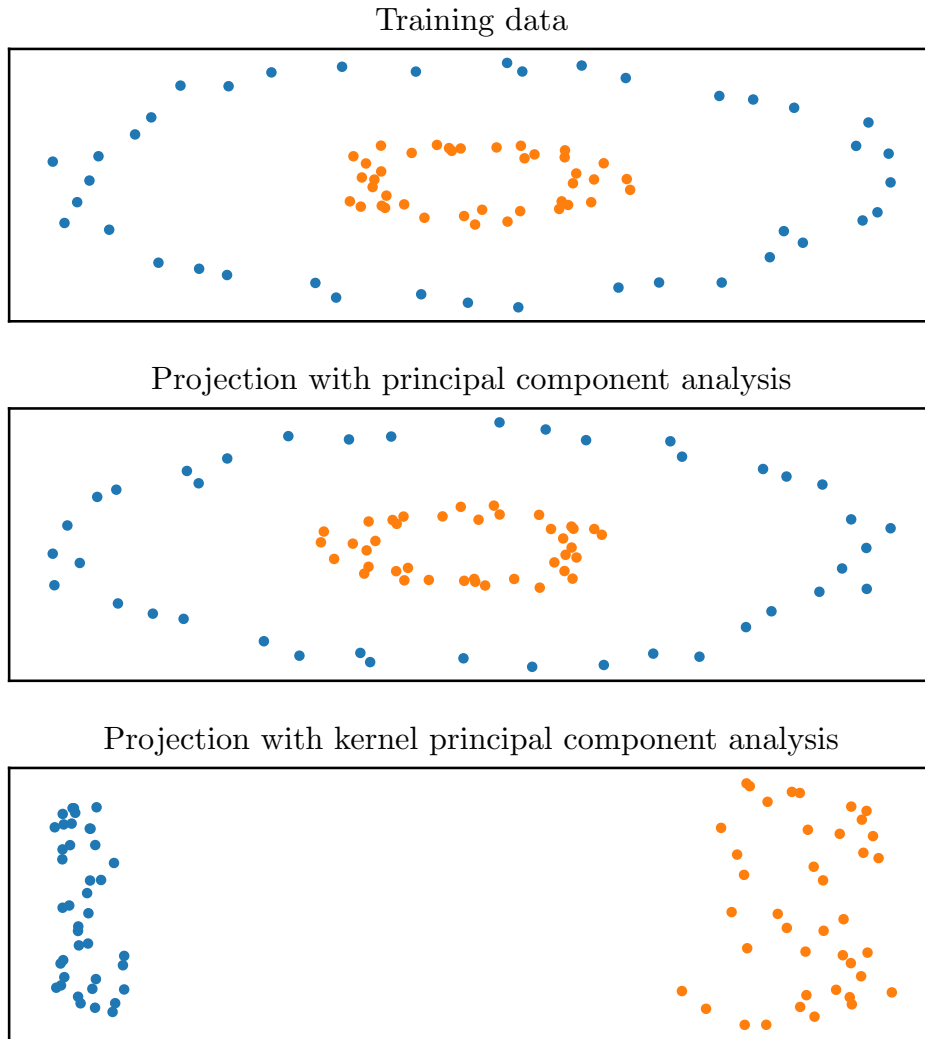 Training data
Projection with principal component analysis
Projection with kernel principal component analysis